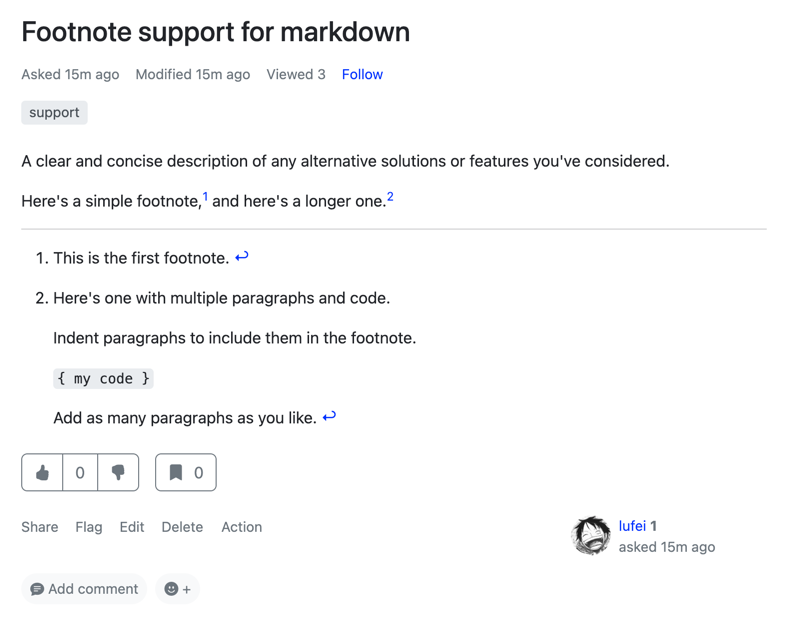 Footnote support for markdown
Asked 15m ago Modified 15m ago Viewed 3 Follow
support
A clear and concise description of any alternative solutions or features you've considered.
Here's a simple footnote,1 and here's a longer one.2
1. This is the first footnote. ↩
2. Here's one with multiple paragraphs and code.
Indent paragraphs to include them in the footnote.
{ my code }
Add as many paragraphs as you like. ↩
0 0
Share Flag Edit Delete Action
lufei 1
asked 15m ago
Add comment +